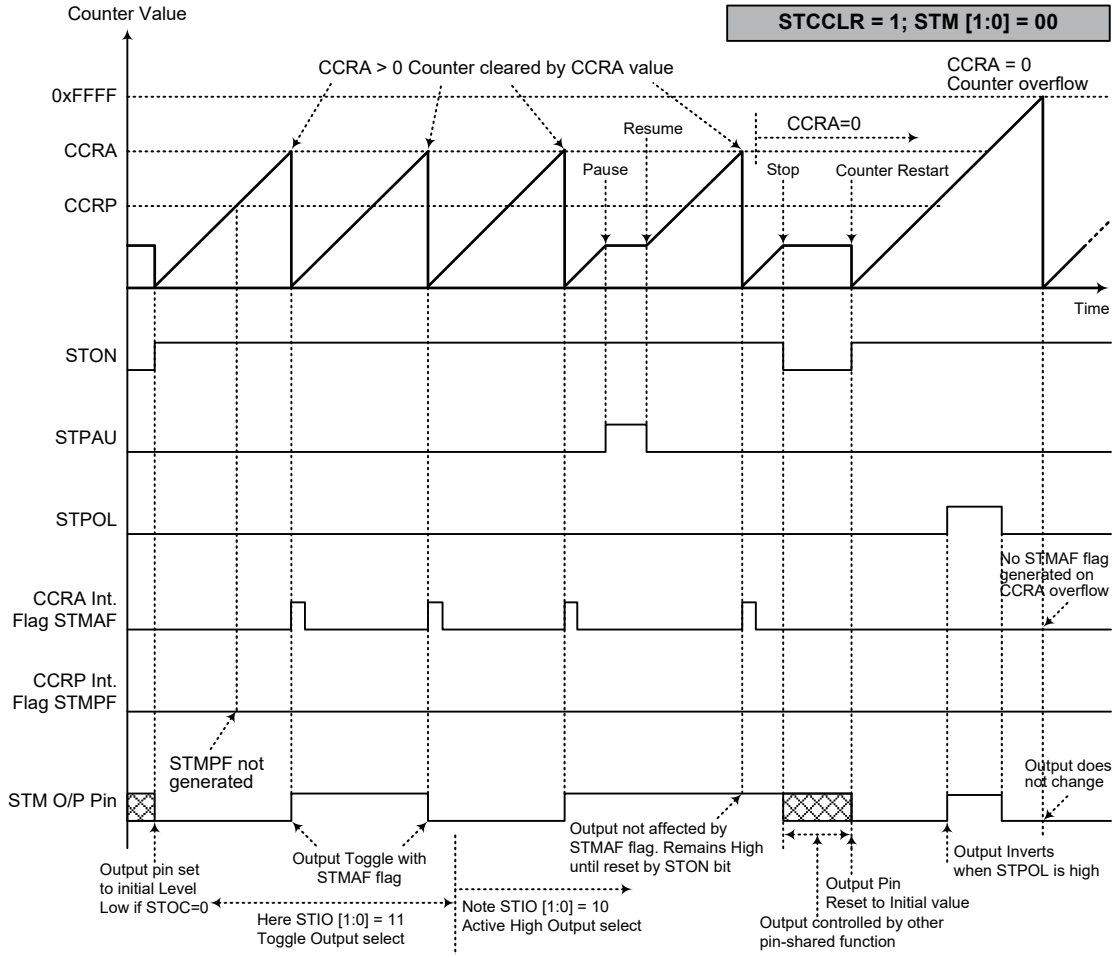 Counter Value
STCCLR = 1; STM [1:0] = 00
CCRA > 0 Counter cleared by CCRA value
CCRA = 0
Counter overflow
0xFFFF
Resume
CCRA=0
CCRA
Pause
Stop
Counter Restart
CCRP
Time
STON
STPAU
STPOL
No STMAF flag
generated on
CCRA overflow
CCRA Int.
Flag STMAF
CCRP Int.
Flag STMPF
STMPF not
generated
Output does
not change
STM O/P Pin
Output pin set
to initial Level
Low if STOC=0
Output Toggle with
STMAF flag
Output not affected by
STMAF flag. Remains High
until reset by STON bit
Output Inverts
when STPOL is high
Output Pin
Reset to Initial value
Here STIO [1:0] = 11
Toggle Output select
Note STIO [1:0] = 10
Active High Output select
Output controlled by other
pin-shared function